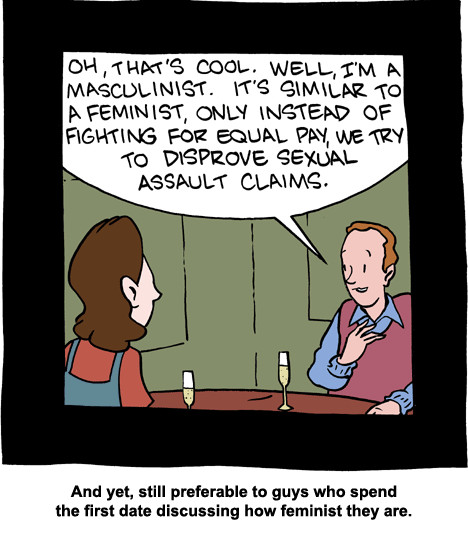 OH, THAT'S COOL. WELL, I'M A
MASCULINIST. IT'S SIMILAR TO
A FEMINIST, ONLY INSTEAD OF
FIGHTING FOR EQUAL PAY, WE TRY
TO DISPROVE SEXUAL
ASSAULT CLAIMS.
And yet, still preferable to guys who spend
the first date discussing how feminist they are.